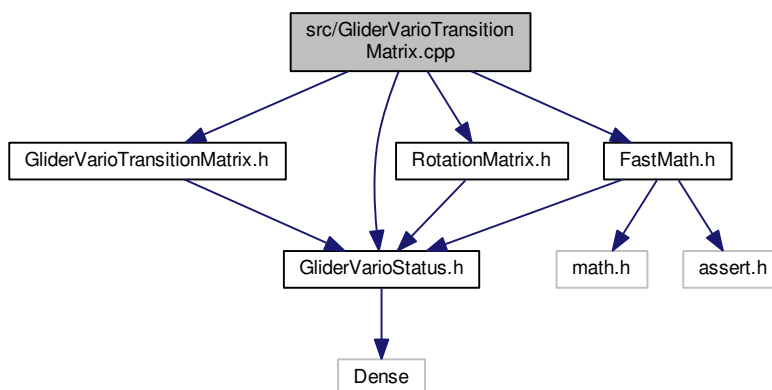 src/GliderVarioTransition
Matrix.cpp
GliderVarioTransitionMatrix.h
RotationMatrix.h
FastMath.h
GliderVarioStatus.h
math.h
assert.h
Dense